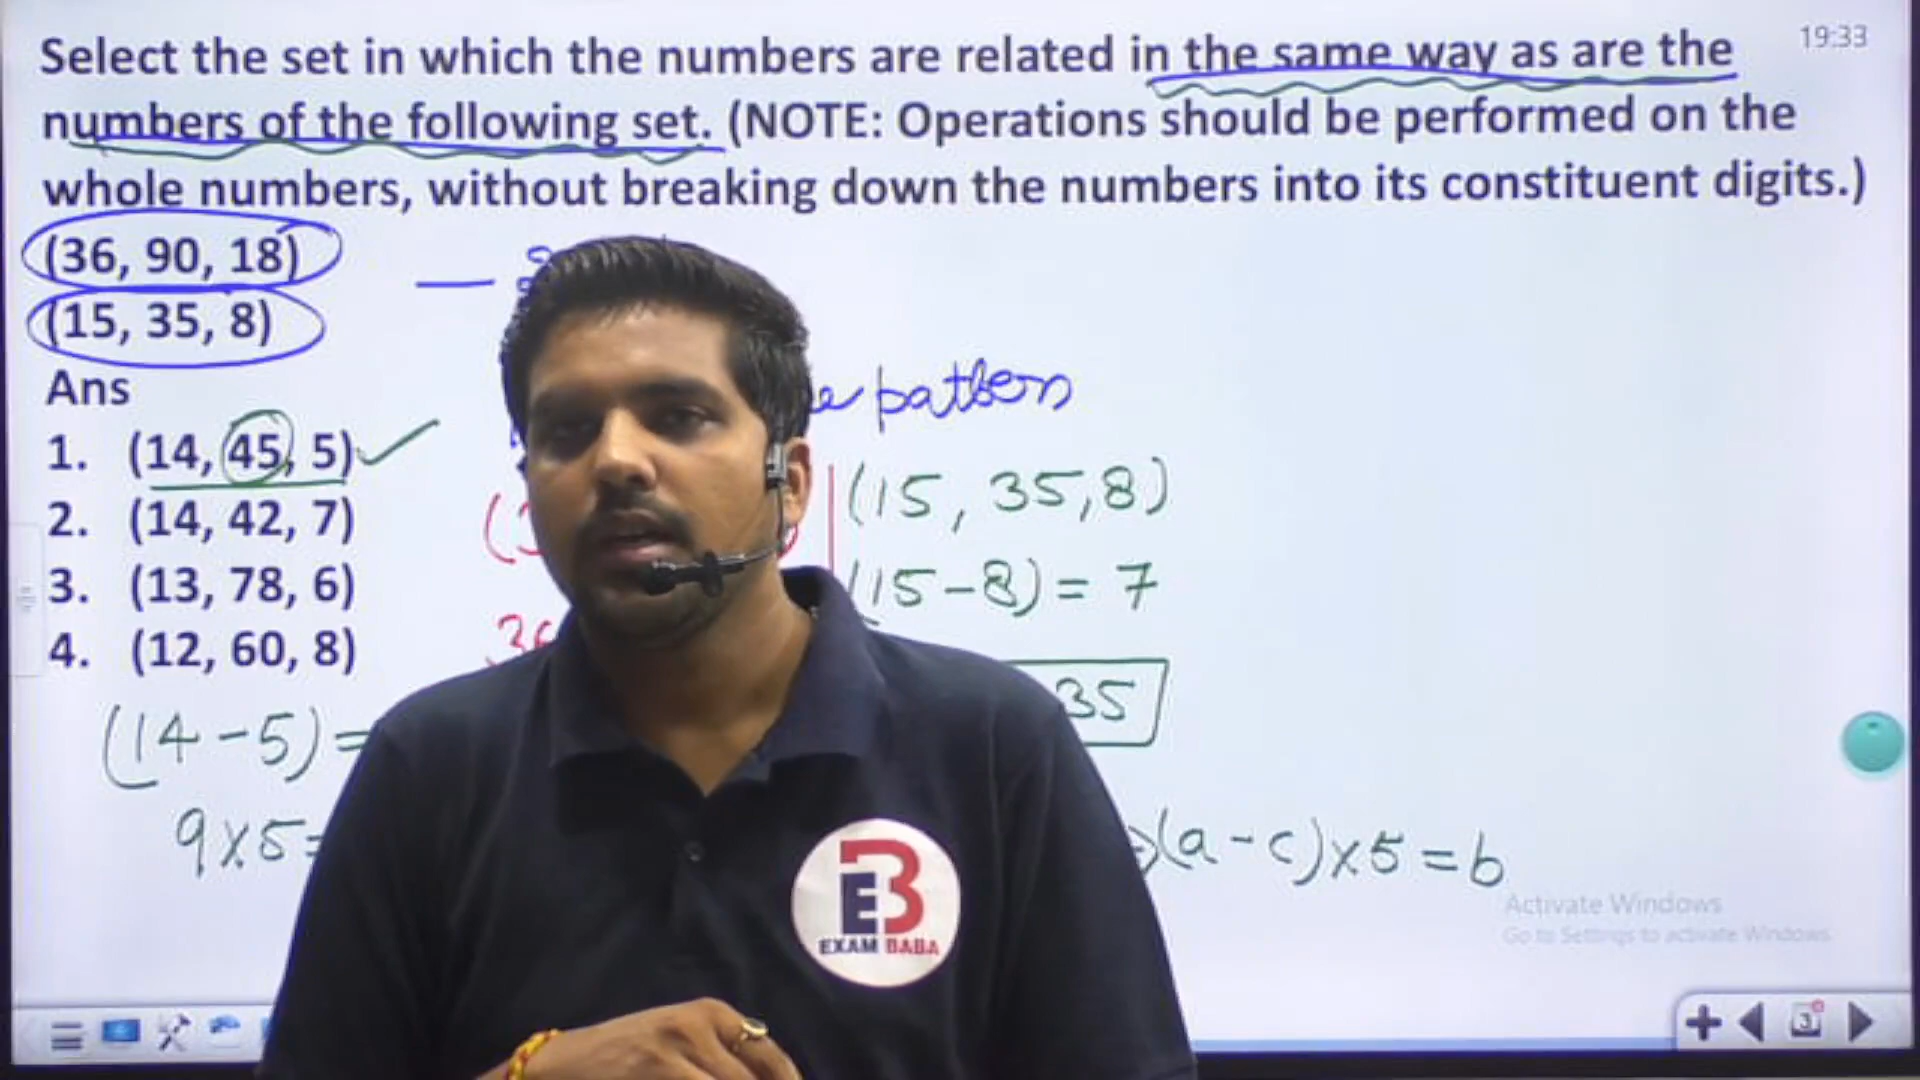 Select the set in which the numbers are related in the same way as are the
19:33
numbers of the following set. (NOTE: Operations should be performed on the
whole numbers, without breaking down the numbers into its constituent digits.)
(36, 90, 18)
(15, 35, 8)
Ans
pattern
1. (14, 45, 5)
2. (14, 42, 7)
3. (13, 78, 6)
4. (12, 60, 8)
(15, 35, 8)
(15-8) = 7
35
(14-5) =
9x5=
(a-c)x5=b
EB
EXAM BABA
Activate Windows
Go to Settings to activate Windows
3